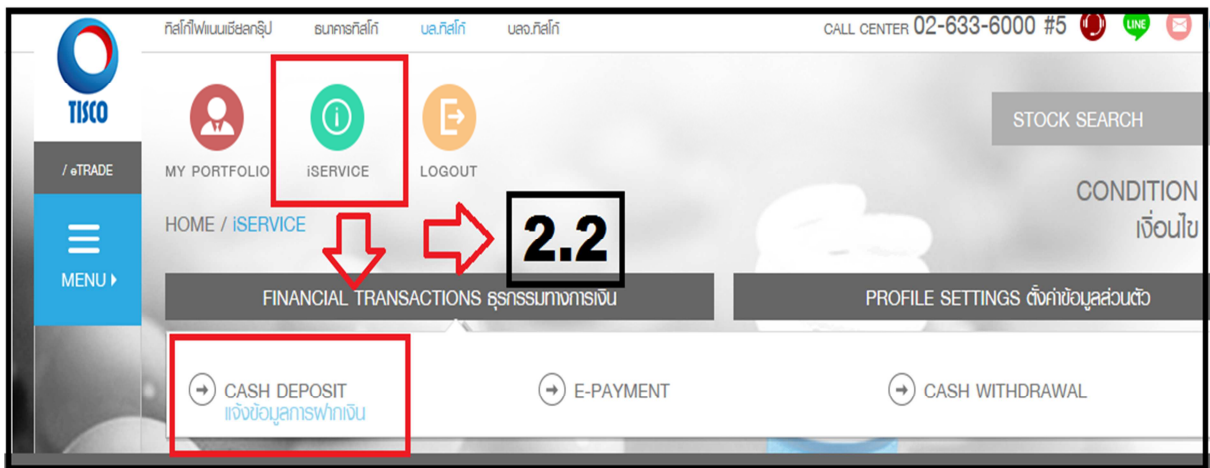 ทิสโก้ไฟแนนเชียลกรุ๊ป ธนาคารทิสโก้ บล.ทิสโก้ บลจ.ทิสโก้ CALL CENTER 02-633-6000 #5 LINE
TISCO
/ eTRADE
MY PORTFOLIO iSERVICE LOGOUT
STOCK SEARCH
HOME / iSERVICE
2.2
CONDITION
เงื่อนไข
MENU
FINANCIAL TRANSACTIONS ธุรกรรมทางการเงิน PROFILE SETTINGS ตั้งค่าข้อมูลส่วนตัว
CASH DEPOSIT E-PAYMENT CASH WITHDRAWAL
แจ้งข้อมูลการฝากเงิน